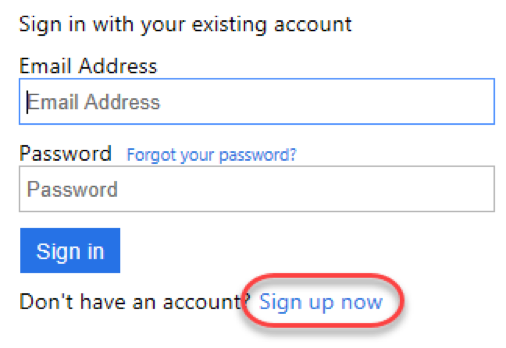 Sign in with your existing account
Email Address
Email Address
Password Forgot your password?
Password
Sign in
Don't have an account? Sign up now